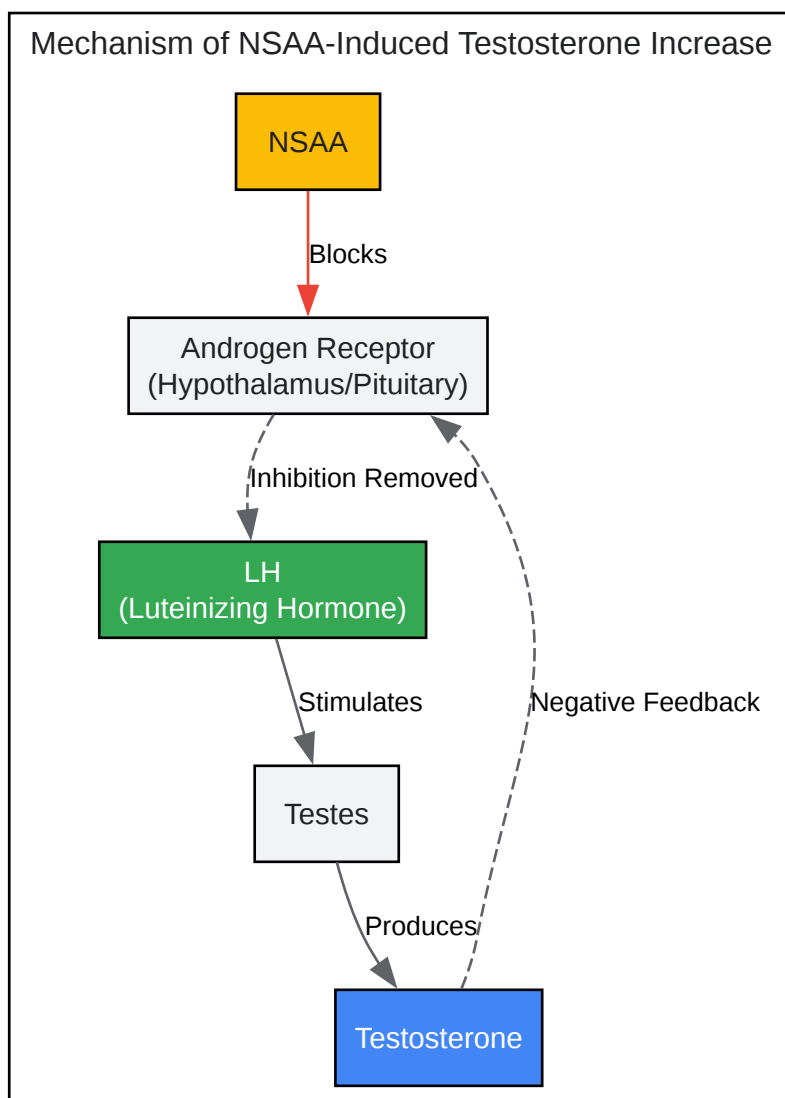 Mechanism of NSAA-Induced Testosterone Increase
NSAA
Blocks
Androgen Receptor
(Hypothalamus/Pituitary)
Inhibition Removed
LH
(Luteinizing Hormone)
Stimulates
Negative Feedback
Testes
Produces
Testosterone